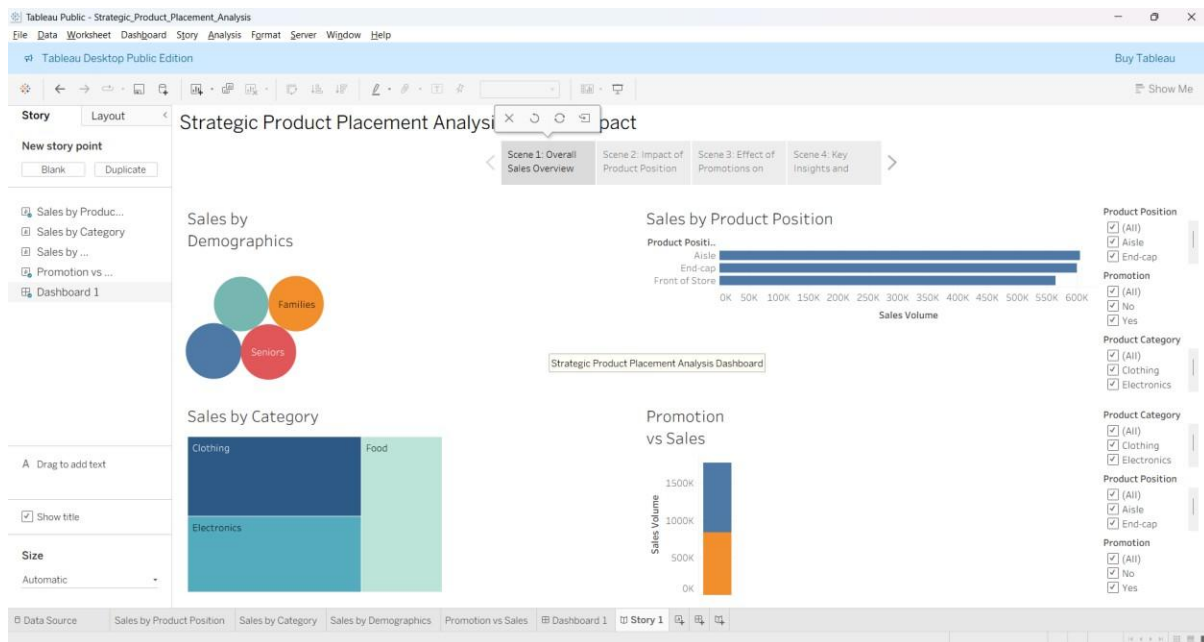 Tableau Public - Strategic_Product_Placement_Analysis
File Data Worksheet Dashboard Story Analysis Format Server Window Help
Tableau Desktop Public Edition
Buy Tableau
Show Me
Story
Layout
New story point
Blank
Duplicate
Sales by Produc...
Sales by Category
Sales by ...
Promotion vs ...
Dashboard 1
A Drag to add text
Show title
Size
Automatic
Strategic Product Placement Analysi
pact
Scene 1: Overall
Sales Overview
Scene 2: Impact of
Product Position
Scene 3: Effect of
Promotions on
Scene 4: Key
Insights and
Sales by
Demographics
Families
Seniors
Sales by Product Position
Product Positi..
Aisle
End-cap
Front of Store
0K 50K 100K 150K 200K 250K 300K 350K 400K 450K 500K 550K 600K
Sales Volume
Strategic Product Placement Analysis Dashboard
Sales by Category
Clothing
Food
Electronics
Promotion
vs Sales
1500K
1000K
500K
0K
Sales Volume
Product Position
(All)
Aisle
End-cap
Promotion
(All)
No
Yes
Product Category
(All)
Clothing
Electronics
Product Category
(All)
Clothing
Electronics
Product Position
(All)
Aisle
End-cap
Promotion
(All)
No
Yes
Data Source
Sales by Product Position
Sales by Category
Sales by Demographics
Promotion vs Sales
Dashboard 1
Story 1